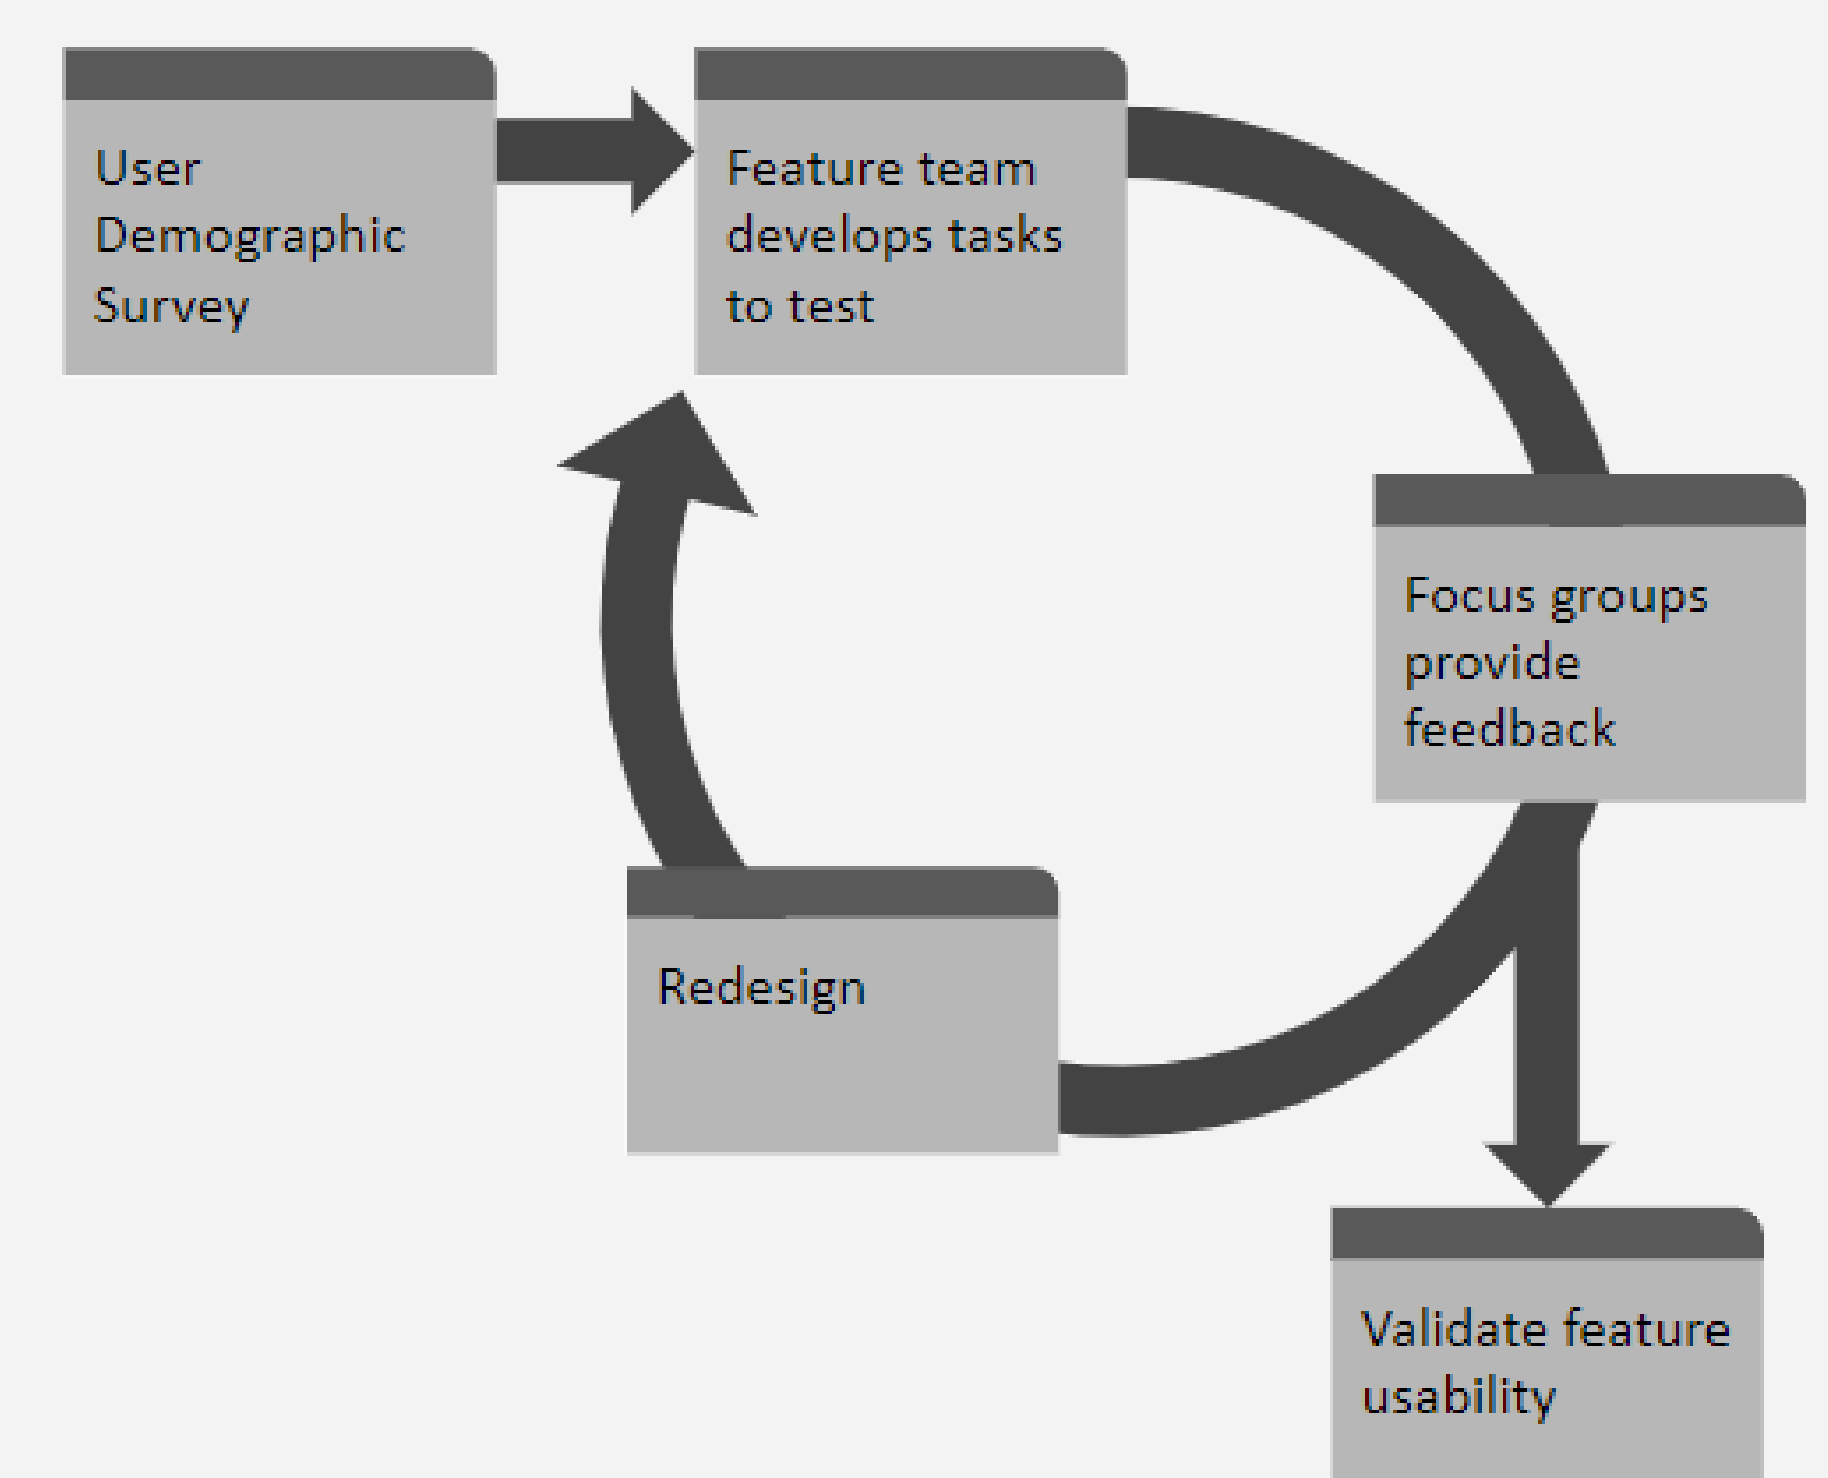 User
Demographic
Survey
Feature team
develops tasks
to test
Focus groups
provide
feedback
Redesign
Validate feature
usability